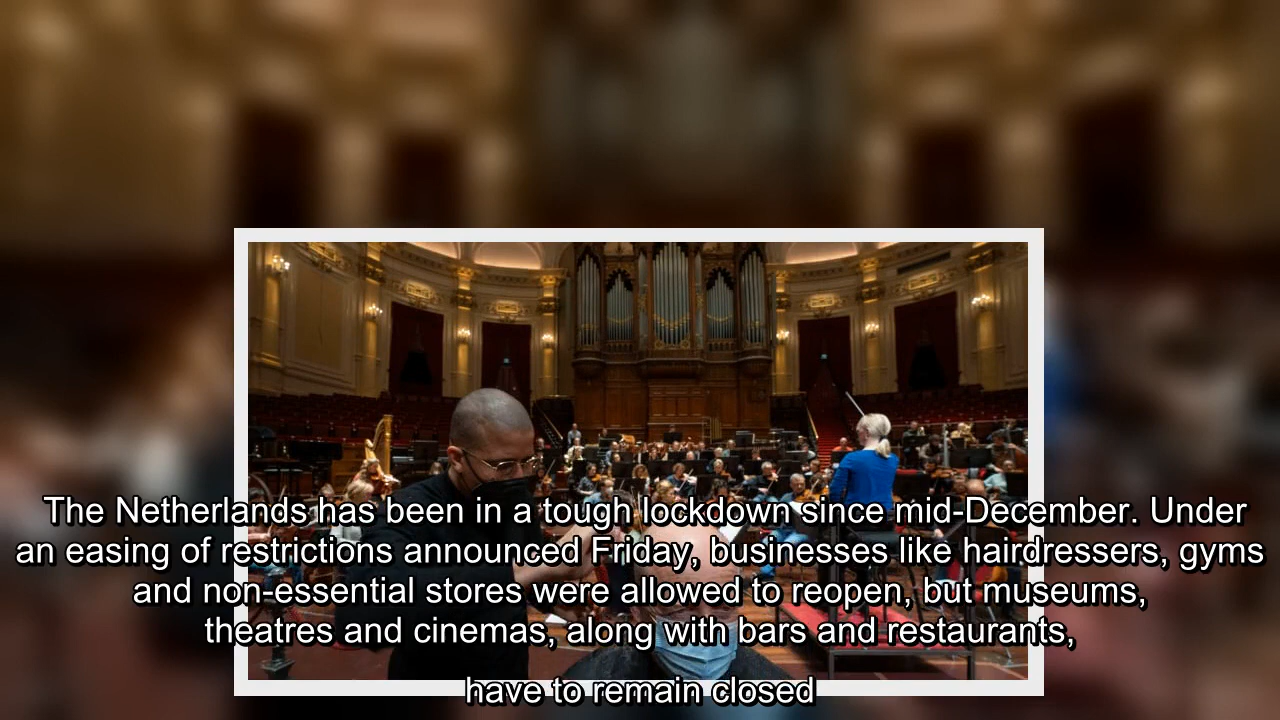 The Netherlands has been in a tough lockdown since mid-December. Under
an easing of restrictions announced Friday, businesses like hairdressers, gyms
and non-essential stores were allowed to reopen, but museums,
theatres and cinemas, along with bars and restaurants,
have to remain closed